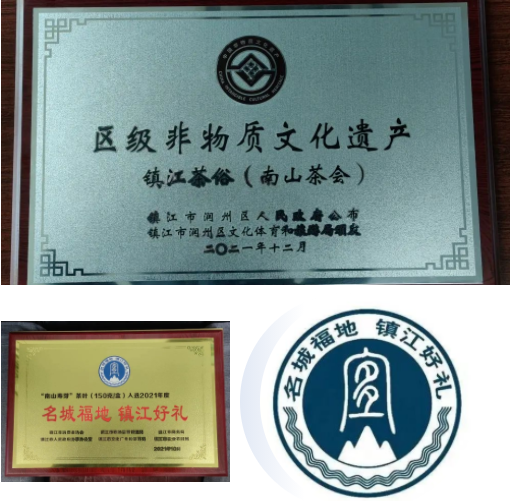 区级非物质文化遗产
镇江茶俗（南山茶会）
镇江市润州区人民政府公布
镇江市润州区文化体育和旅游局颁发
二〇二一年十二月
“南山寿芽”茶叶（150克/盒）入选2021年度
名城福地 镇江好礼
名城福地 镇江好礼